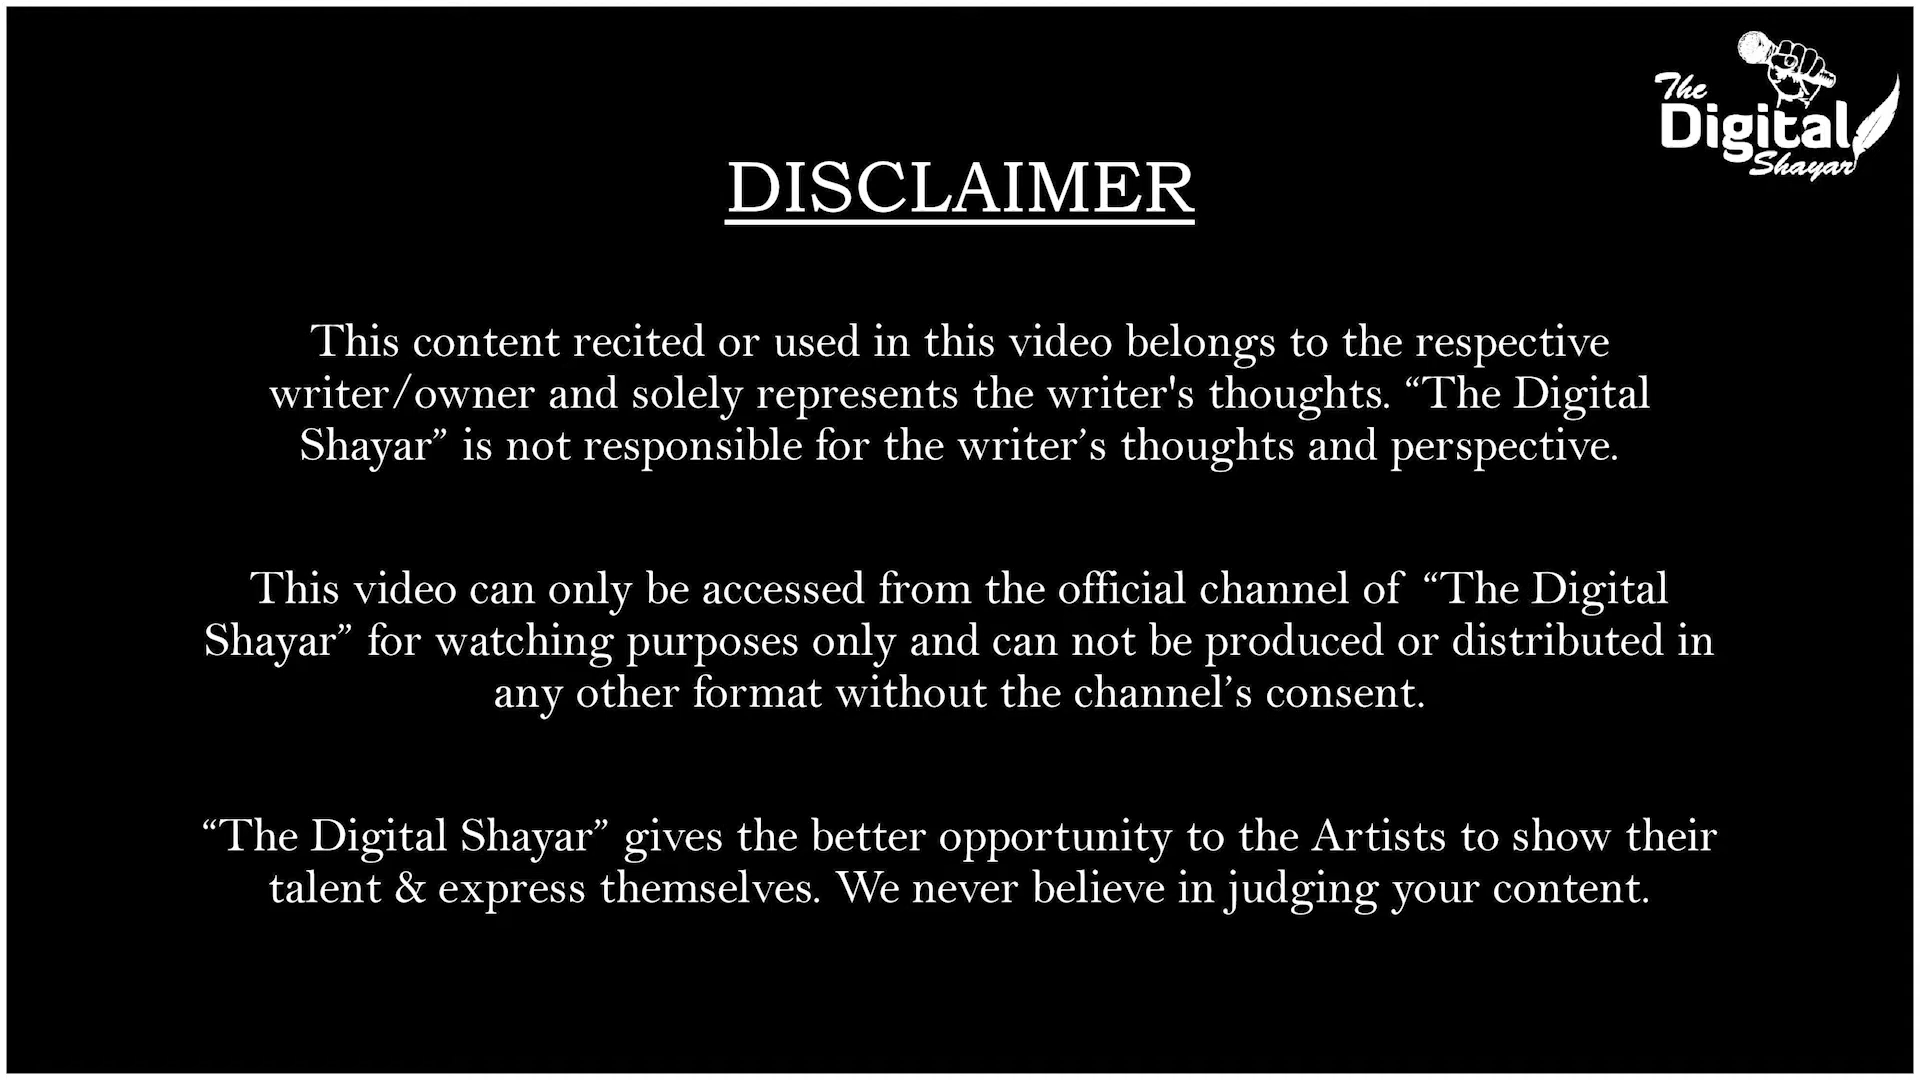 The
Digital
Shayar
DISCLAIMER
This content recited or used in this video belongs to the respective
writer/owner and solely represents the writer's thoughts. “The Digital
Shayar” is not responsible for the writer’s thoughts and perspective.
This video can only be accessed from the official channel of “The Digital
Shayar” for watching purposes only and can not be produced or distributed in
any other format without the channel’s consent.
“The Digital Shayar” gives the better opportunity to the Artists to show their
talent & express themselves. We never believe in judging your content.